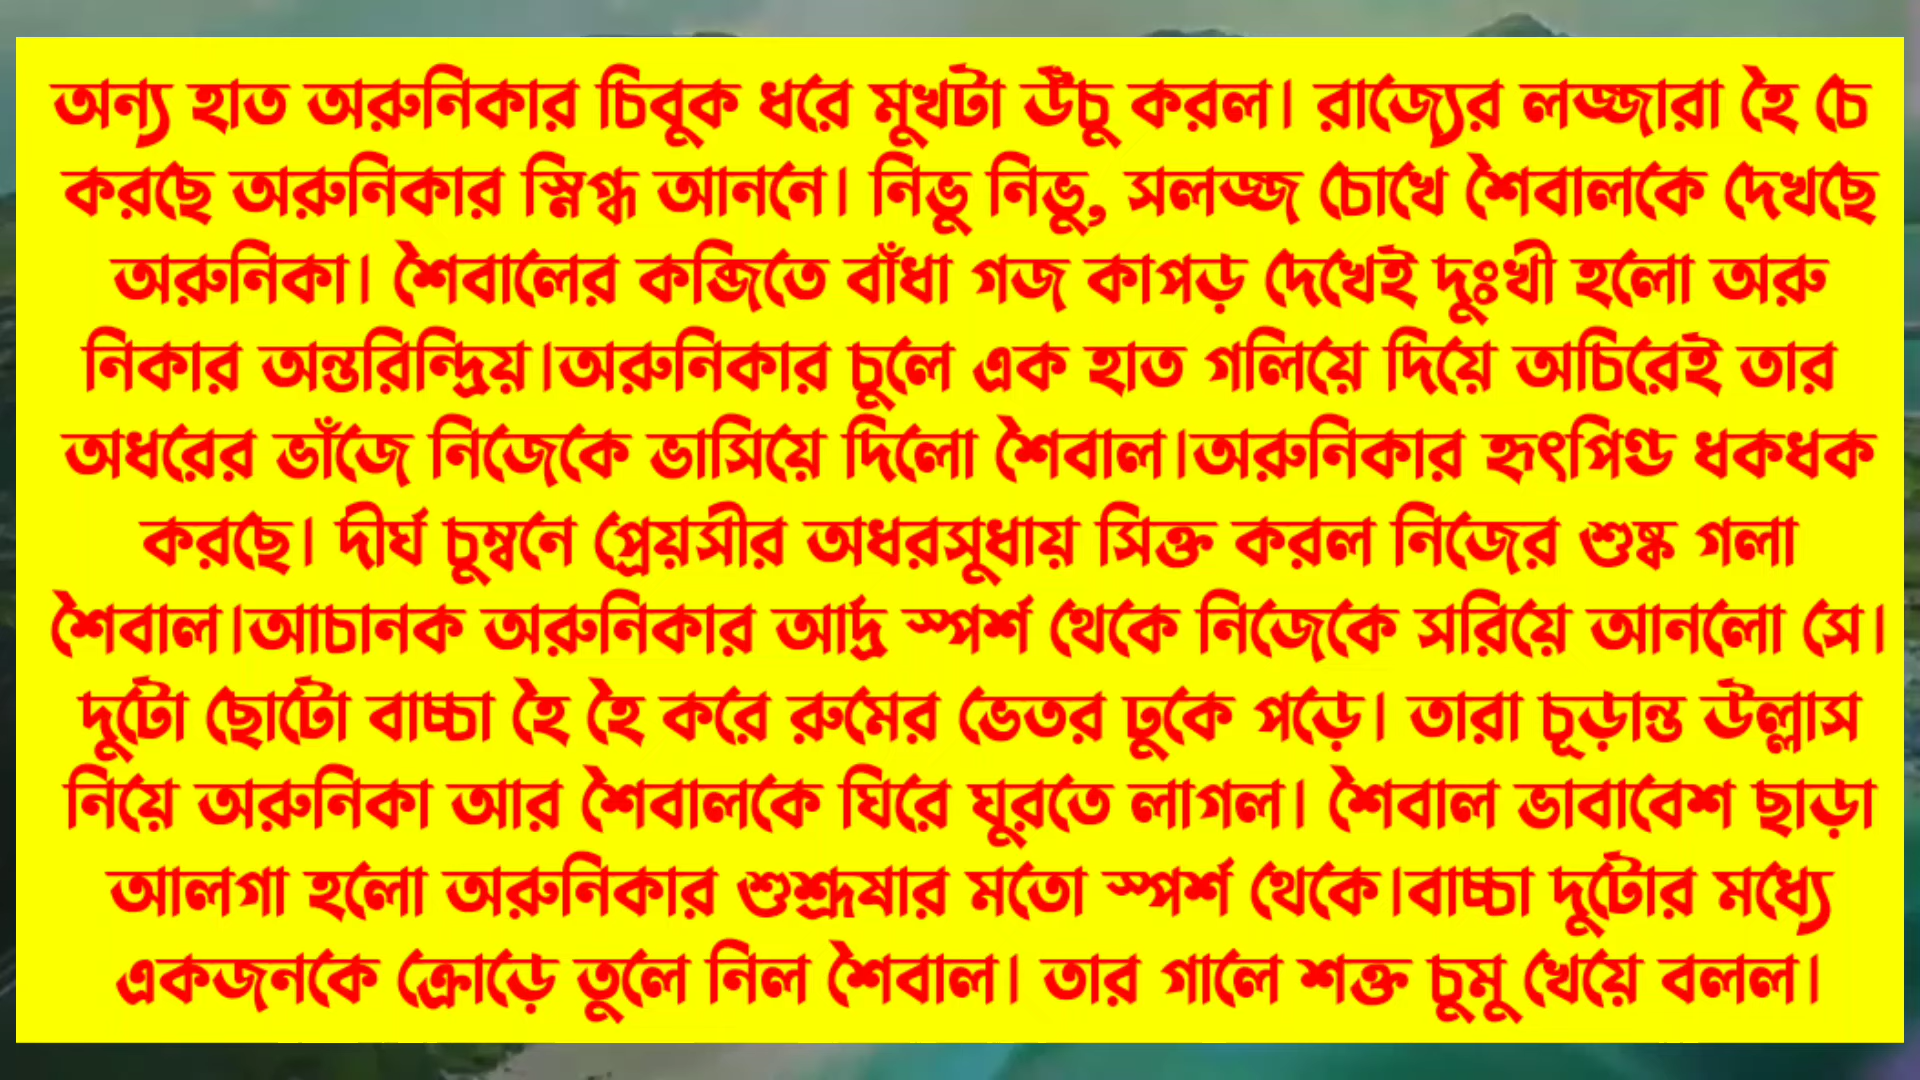 অন্য হাত অরুনিকার চিবুক ধরে মুখটা উঁচু করল। রাজ্যের লজ্জারা হৈ চে
করছে অরুনিকার স্নিগ্ধ আননে। নিভু নিভু, সলজ্জ চোখে শৈবালকে দেখছে
অরুনিকা। শৈবালের কব্জিতে বাঁধা গজ কাপড় দেখেই দুঃখী হলো অরু
নিকার অন্তরিন্দ্রিয়।অরুনিকার চুলে এক হাত গলিয়ে দিয়ে অচিরেই তার
অধরের ভাঁজে নিজেকে ভাসিয়ে দিলো শৈবাল।অরুনিকার হৃৎপিণ্ড ধকধক
করছে। দীর্ঘ চুম্বনে প্রেয়সীর অধরসুধায় সিক্ত করল নিজের শুষ্ক গলা
শৈবাল।আচানক অরুনিকার আর্দ্র স্পর্শ থেকে নিজেকে সরিয়ে আনলো সে।
দুটো ছোটো বাচ্চা হৈ হৈ করে রুমের ভেতর ঢুকে পড়ে। তারা চূড়ান্ত উল্লাস
নিয়ে অরুনিকা আর শৈবালকে ঘিরে ঘুরতে লাগল। শৈবাল ভাবাবেশ ছাড়া
আলগা হলো অরুনিকার শুশ্রূষার মতো স্পর্শ থেকে।বাচ্চা দুটোর মধ্যে
একজনকে ক্রোড়ে তুলে নিল শৈবাল। তার গালে শক্ত চুমু খেয়ে বলল।